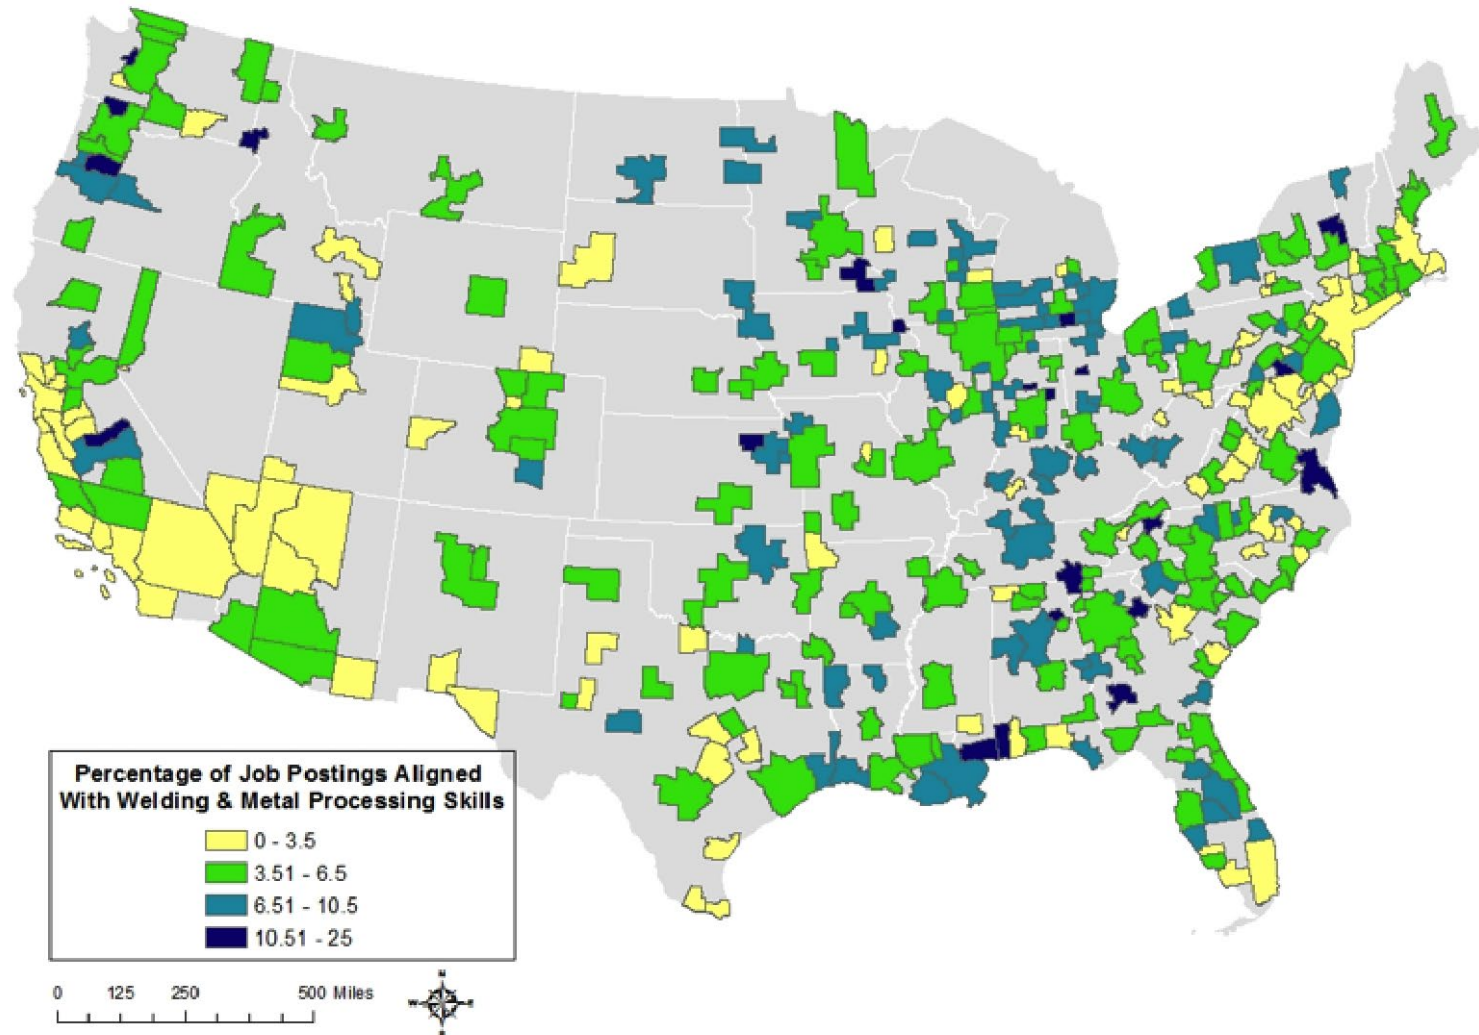 Percentage of Job Postings Aligned
With Welding & Metal Processing Skills
0 - 3.5
3.51 - 6.5
6.51 - 10.5
10.51 - 25
0 125 250 500 Miles
N
W E
S